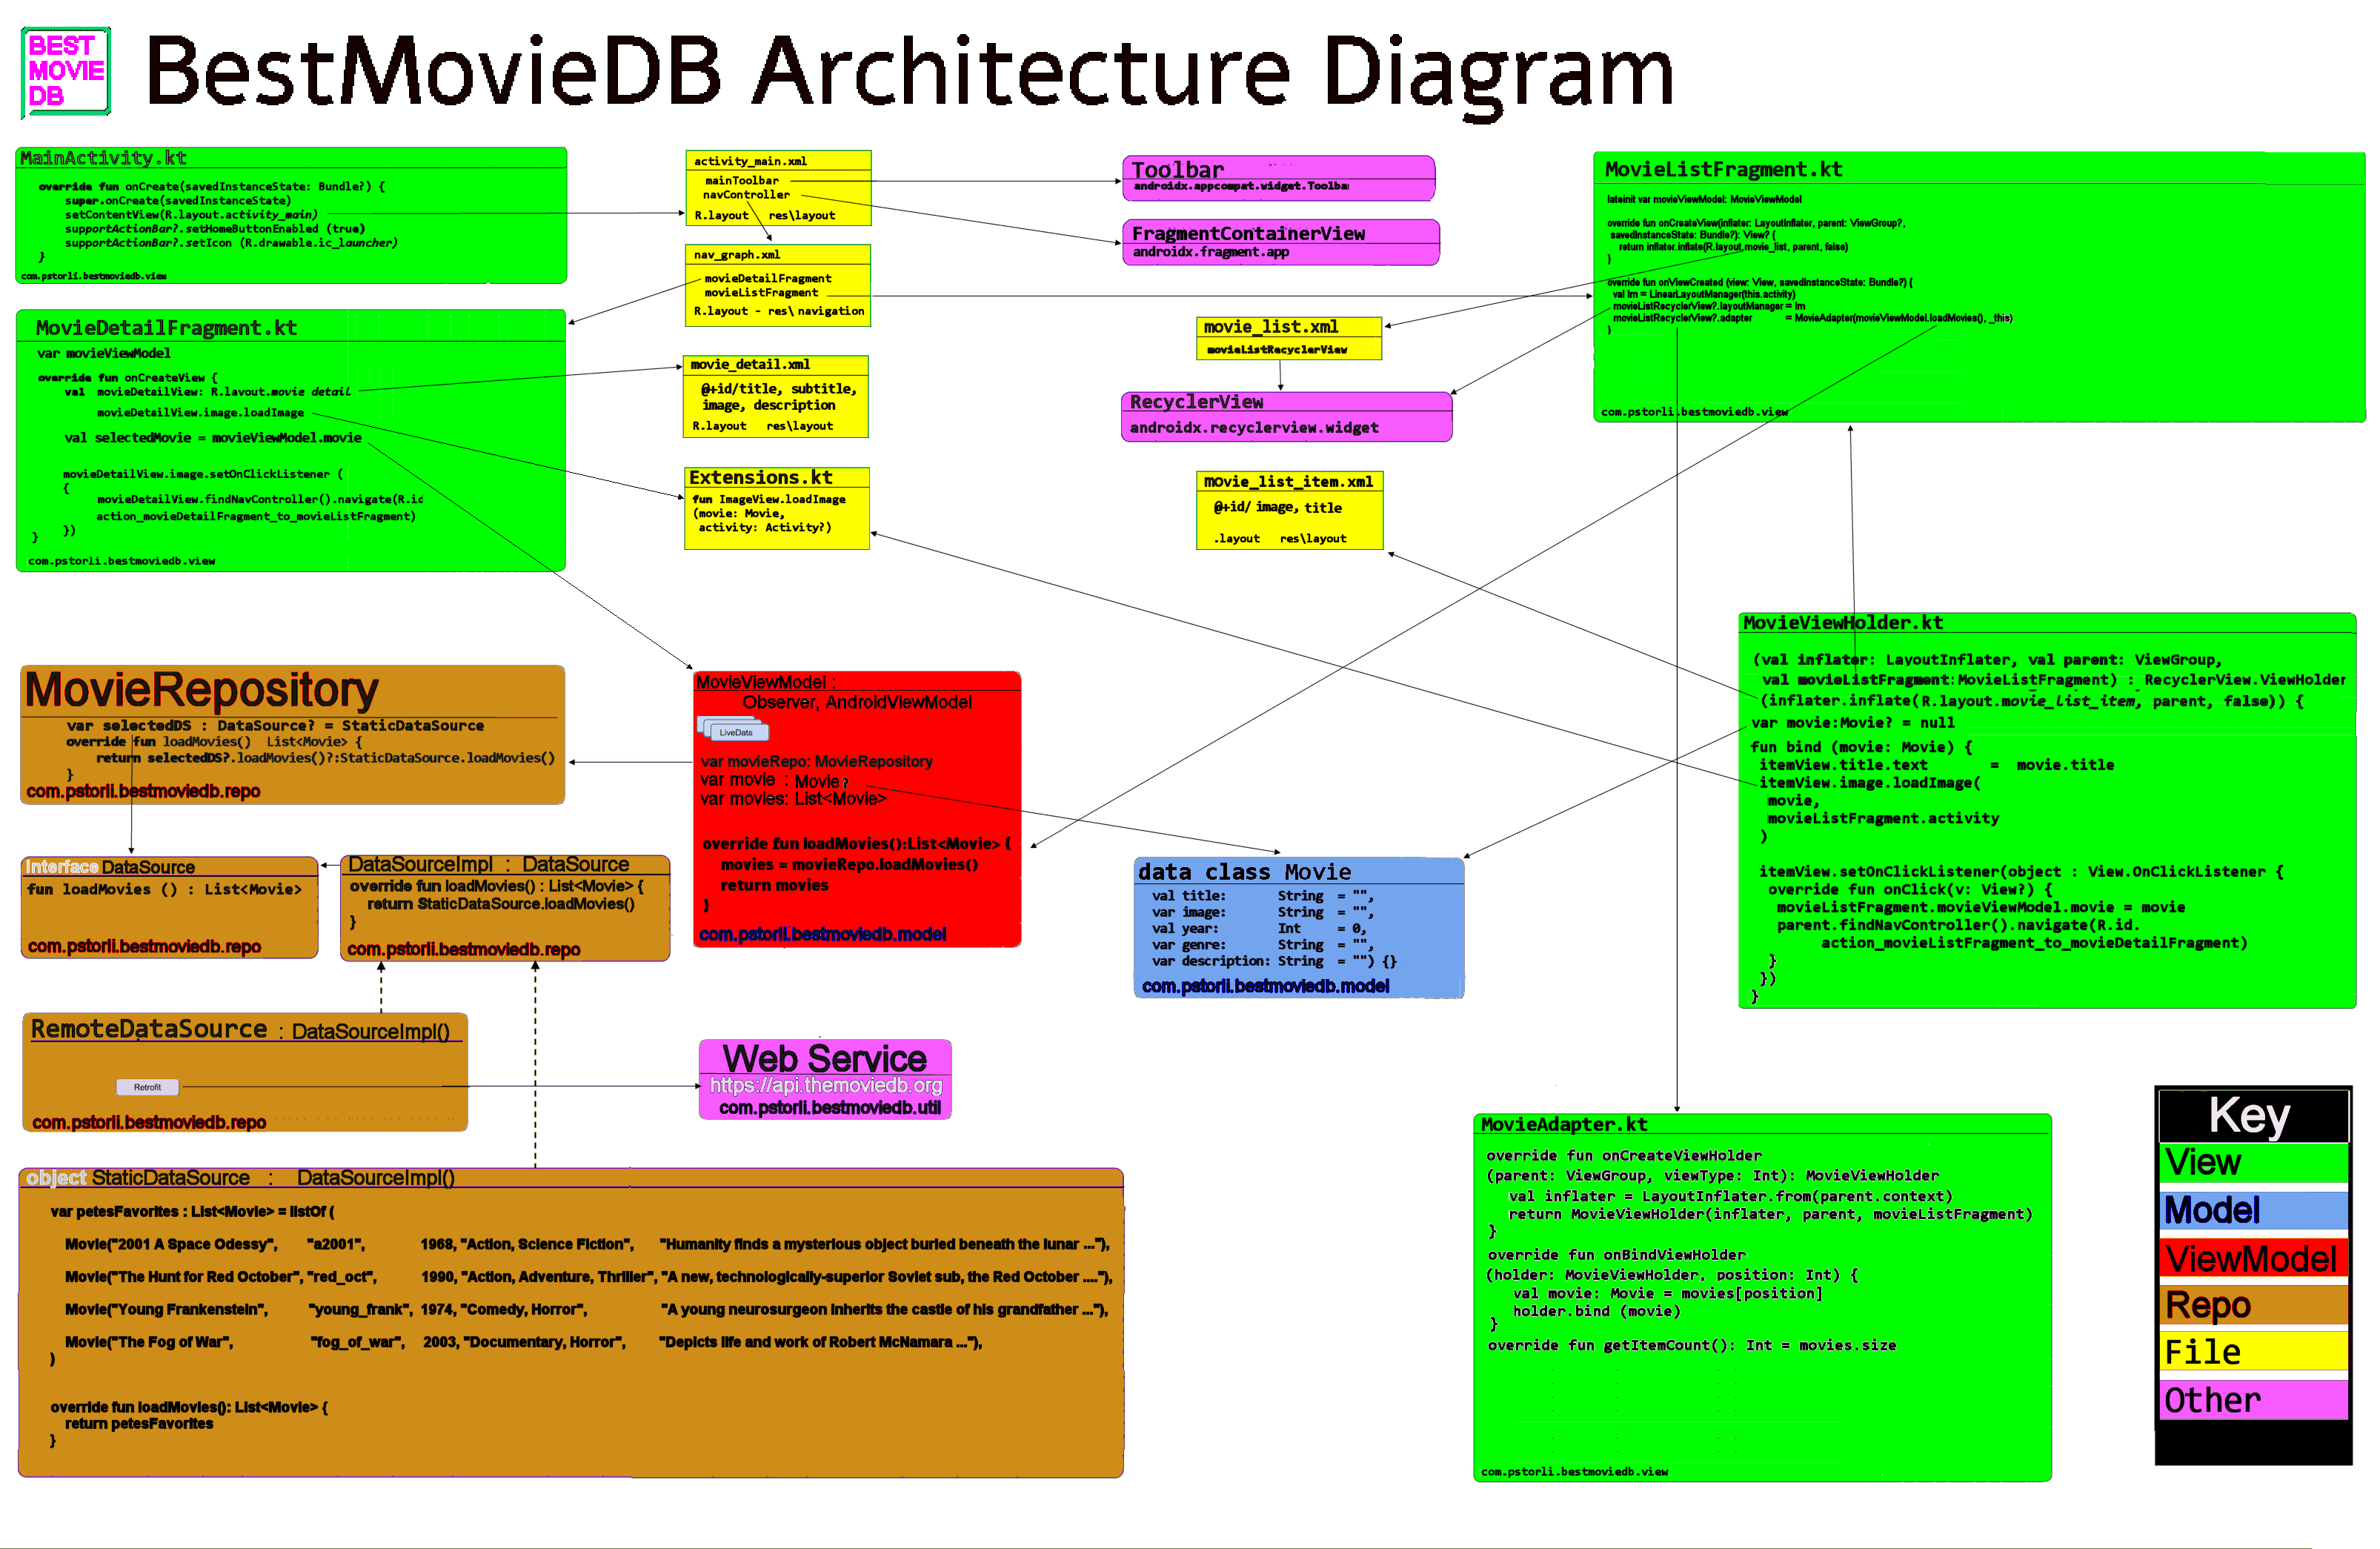 BEST
MOVIE
DB
BestMovieDB Architecture Diagram
MainActivity.kt
override fun onCreate(savedInstanceState: Bundle?) {
super.onCreate(savedInstanceState)
setContentView(R.layout.activity_main)
supportActionBar?.setHomeButtonEnabled (true)
supportActionBar?.setIcon (R.drawable.ic_launcher)
}
com.pstorli.bestmoviedb.view
activity_main.xml
mainToolbar
navController
R.layout res\layout
nav_graph.xml
movieDetailFragment
movieListFragment
R.layout - res\ navigation
Toolbar
androidx.appcompat.widget.Toolba
FragmentContainerView
androidx.fragment.app
MovieListFragment.kt
lateinit var movieViewModel: MovieViewModel
override fun onCreateView(inflater: LayoutInflater, parent: ViewGroup?,
savedInstanceState: Bundle?): View? {
return inflater.inflate(R.layout.movie_list, parent, false)
}
override fun onViewCreated (view: View, savedInstanceState: Bundle?) {
val lm = LinearLayoutManager(this.activity)
movieListRecyclerView?.layoutManager = lm
movieListRecyclerView?.adapter = MovieAdapter(movieViewModel.loadMovies(), _this)
}
com.pstorli.bestmoviedb.view
MovieDetailFragment.kt
var movieViewModel
override fun onCreateView {
val movieDetailView: R.layout.movie detail
movieDetailView.image.loadImage
val selectedMovie = movieViewModel.movie
movieDetailView.image.setOnClickListener (
{
movieDetailView.findNavController().navigate(R.id
action_movieDetailFragment_to_movieListFragment)
})
}
com.pstorli.bestmoviedb.view
movie_detail.xml
@+id/title, subtitle,
image, description
R.layout res\layout
Extensions.kt
fun ImageView.loadImage
(movie: Movie,
activity: Activity?)
movie_list.xml
movieListRecyclerView
RecyclerView
androidx.recyclerview.widget
movie_list_item.xml
@+id/ image, title
.layout res\layout
MovieViewHolder.kt
(val inflater: LayoutInflater, val parent: ViewGroup,
val movieListFragment:MovieListFragment) : RecyclerView.ViewHolder
(inflater.inflate(R.layout.movie_list_item, parent, false)) {
var movie:Movie? = null
fun bind (movie: Movie) {
itemView.title.text = movie.title
itemView.image.loadImage(
movie,
movieListFragment.activity
)
itemView.setOnClickListener(object : View.OnClickListener {
override fun onClick(v: View?) {
movieListFragment.movieViewModel.movie = movie
parent.findNavController().navigate(R.id.
action_movieListFragment_to_movieDetailFragment)
}
})
}
MovieRepository
var selectedDS : DataSource? = StaticDataSource
override fun loadMovies() List<Movie> {
return selectedDS?.loadMovies()?:StaticDataSource.loadMovies()
}
com.pstorli.bestmoviedb.repo
MovieViewModel :
Observer, AndroidViewModel
LiveData
var movieRepo: MovieRepository
var movie : Movie?
var movies: List<Movie>
override fun loadMovies():List<Movie> {
movies = movieRepo.loadMovies()
return movies
}
com.pstorli.bestmoviedb.model
Interface DataSource
fun loadMovies () : List<Movie>
com.pstorli.bestmoviedb.repo
DataSourceImpl : DataSource
override fun loadMovies() : List<Movie> {
return StaticDataSource.loadMovies()
}
com.pstorli.bestmoviedb.repo
data class Movie
val title: String = "",
var image: String = "",
val year: Int = 0,
var genre: String = "",
var description: String = "") {}
com.pstorli.bestmoviedb.model
RemoteDataSource : DataSourceImpl()
Retrofit
com.pstorli.bestmoviedb.repo
Web Service
https://api.themoviedb.org
com.pstorli.bestmoviedb.util
object StaticDataSource : DataSourceImpl()
var petesFavorites : List<Movie> = listOf (
Movie("2001 A Space Odessy", "a2001", 1968, "Action, Science Fiction", "Humanity finds a mysterious object buried beneath the lunar ..."),
Movie("The Hunt for Red October", "red_oct", 1990, "Action, Adventure, Thriller", "A new, technologically-superior Soviet sub, the Red October ...."),
Movie("Young Frankenstein", "young_frank", 1974, "Comedy, Horror", "A young neurosurgeon inherits the castle of his grandfather ..."),
Movie("The Fog of War", "fog_of_war", 2003, "Documentary, Horror", "Depicts life and work of Robert McNamara ..."),
)
override fun loadMovies(): List<Movie> {
return petesFavorites
}
MovieAdapter.kt
override fun onCreateViewHolder
(parent: ViewGroup, viewType: Int): MovieViewHolder
val inflater = LayoutInflater.from(parent.context)
return MovieViewHolder(inflater, parent, movieListFragment)
}
override fun onBindViewHolder
(holder: MovieViewHolder, position: Int) {
val movie: Movie = movies[position]
holder.bind (movie)
}
override fun getItemCount(): Int = movies.size
com.pstorli.bestmoviedb.view
Key
View
Model
ViewModel
Repo
File
Other